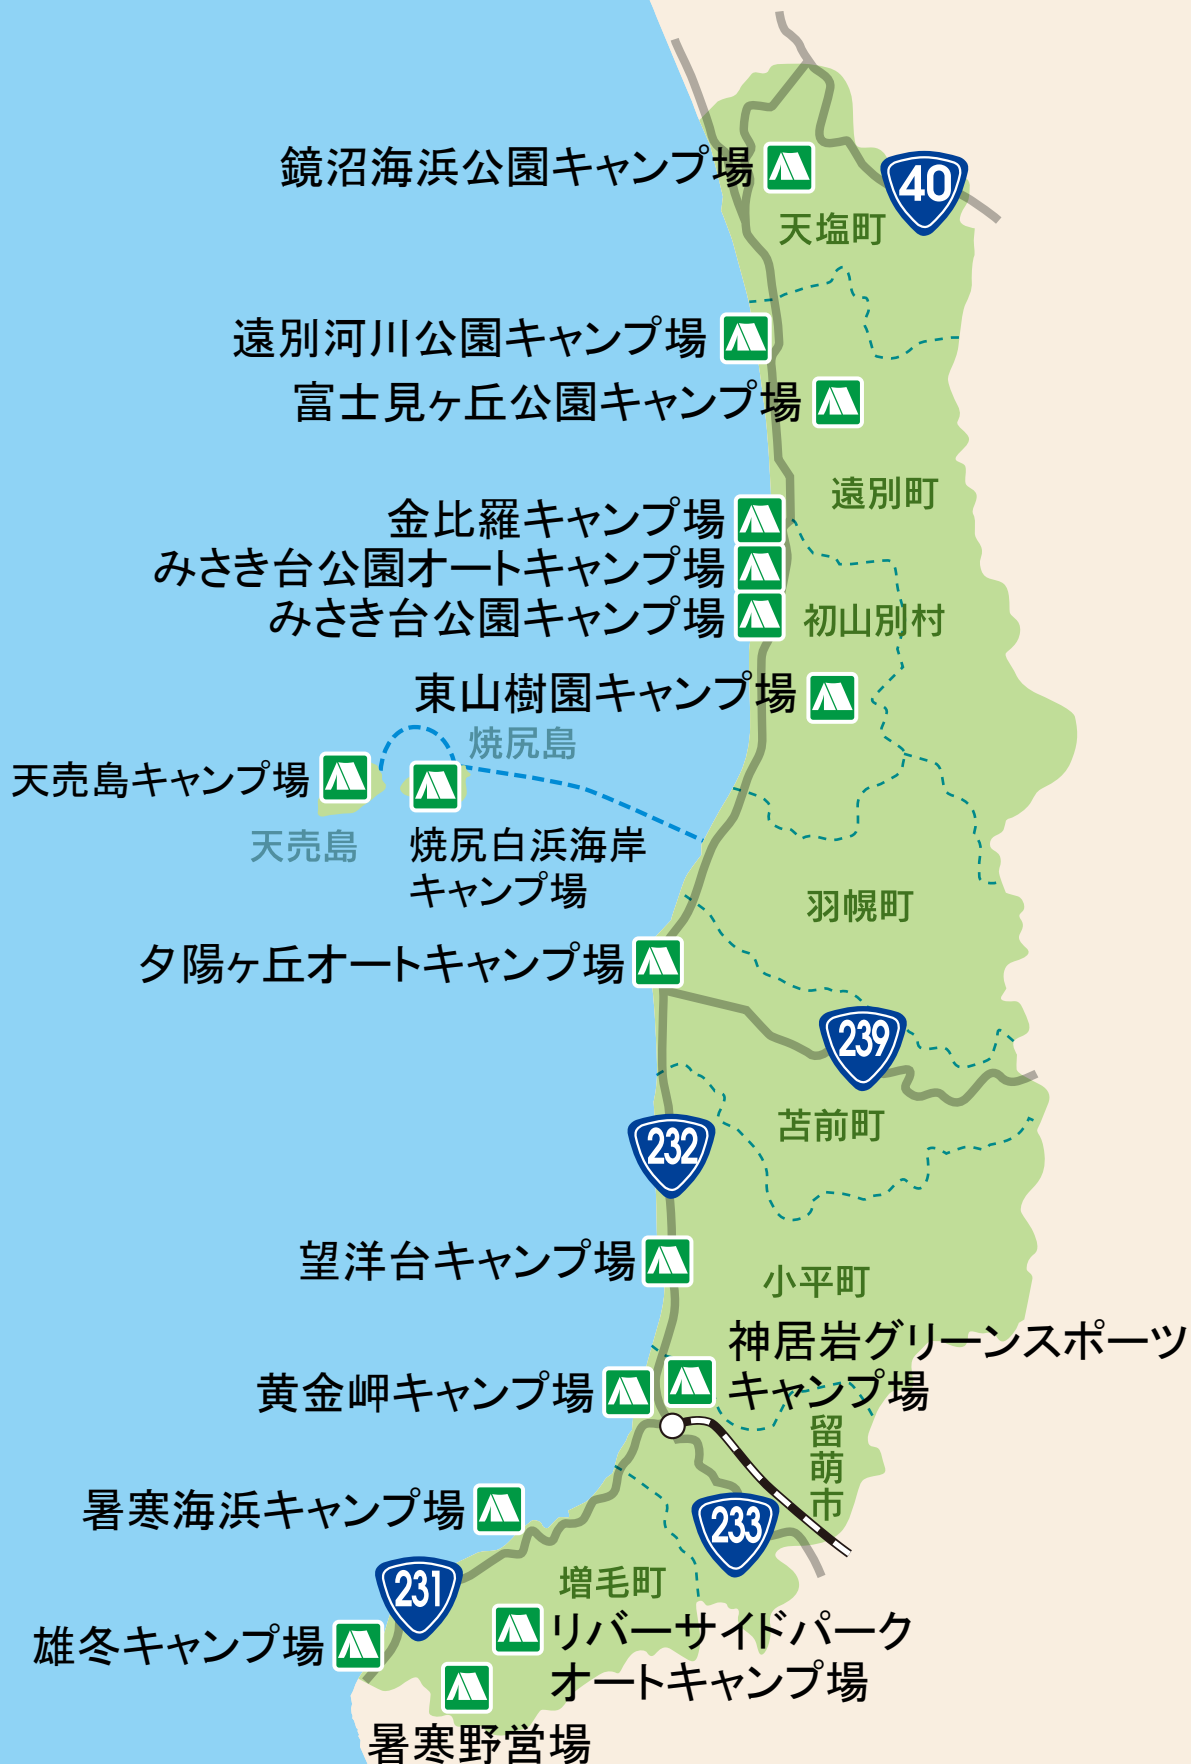 鏡沼海浜公園キャンプ場
40
天塩町
遠別河川公園キャンプ場
富士見ヶ丘公園キャンプ場
遠別町
金比羅キャンプ場
みさき台公園オートキャンプ場
みさき台公園キャンプ場
初山別村
東山樹園キャンプ場
焼尻島
天売島キャンプ場
天売島
焼尻白浜海岸
キャンプ場
羽幌町
夕陽ヶ丘オートキャンプ場
239
苫前町
232
望洋台キャンプ場
小平町
神居岩グリーンスポーツ
キャンプ場
黄金岬キャンプ場
留萌市
暑寒海浜キャンプ場
233
増毛町
231
リバーサイドパーク
オートキャンプ場
雄冬キャンプ場
暑寒野営場